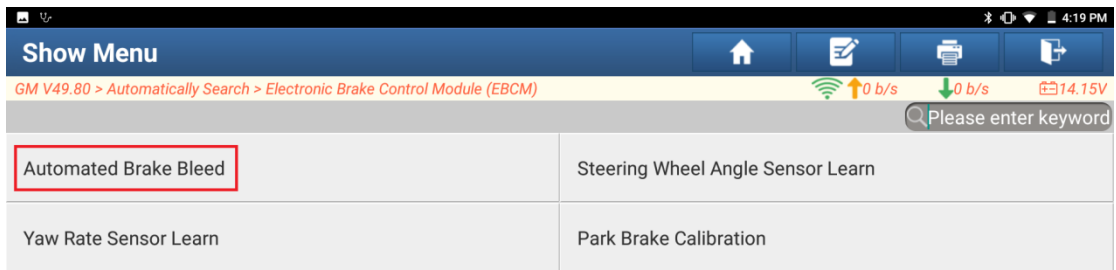 4:19 PM
Show Menu
GM V49.80 > Automatically Search > Electronic Brake Control Module (EBCM) 0 b/s 0 b/s 14.15V
Please enter keyword
Automated Brake Bleed Steering Wheel Angle Sensor Learn
Yaw Rate Sensor Learn Park Brake Calibration